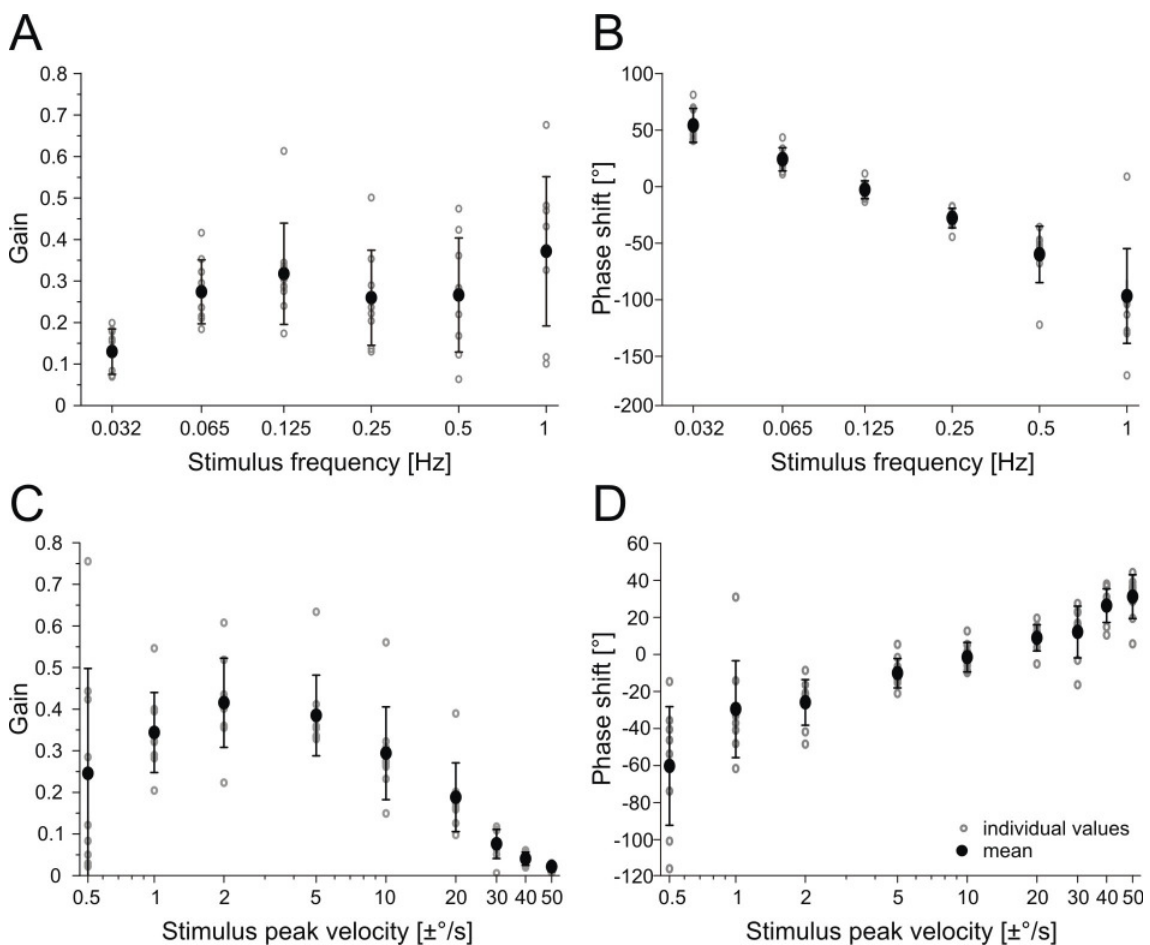 A
Gain
0.8
0.7
0.6
0.5
0.4
0.3
0.2
0.1
0
0.032 0.065 0.125 0.25 0.5 1
Stimulus frequency [Hz]
B
Phase shift [°]
100
50
0
-50
-100
-150
-200
0.032 0.065 0.125 0.25 0.5 1
Stimulus frequency [Hz]
C
Gain
0.8
0.7
0.6
0.5
0.4
0.3
0.2
0.1
0
0.5 1 2 5 10 20 30 40 50
Stimulus peak velocity [±°/s]
D
Phase shift [°]
60
40
20
0
-20
-40
-60
-80
-100
-120
0.5 1 2 5 10 20 30 40 50
Stimulus peak velocity [±°/s]
individual values
mean